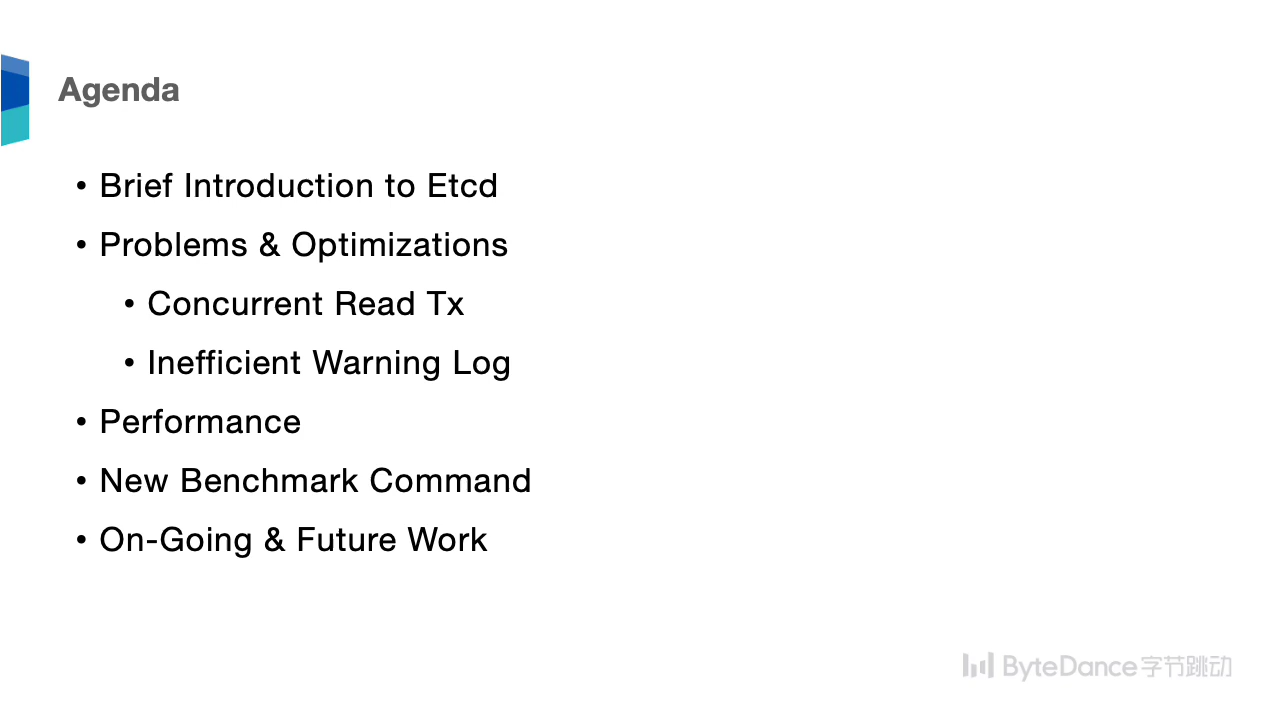 Agenda
• Brief Introduction to Etcd
• Problems & Optimizations
• Concurrent Read Tx
• Inefficient Warning Log
• Performance
• New Benchmark Command
• On-Going & Future Work
ByteDance字节跳动